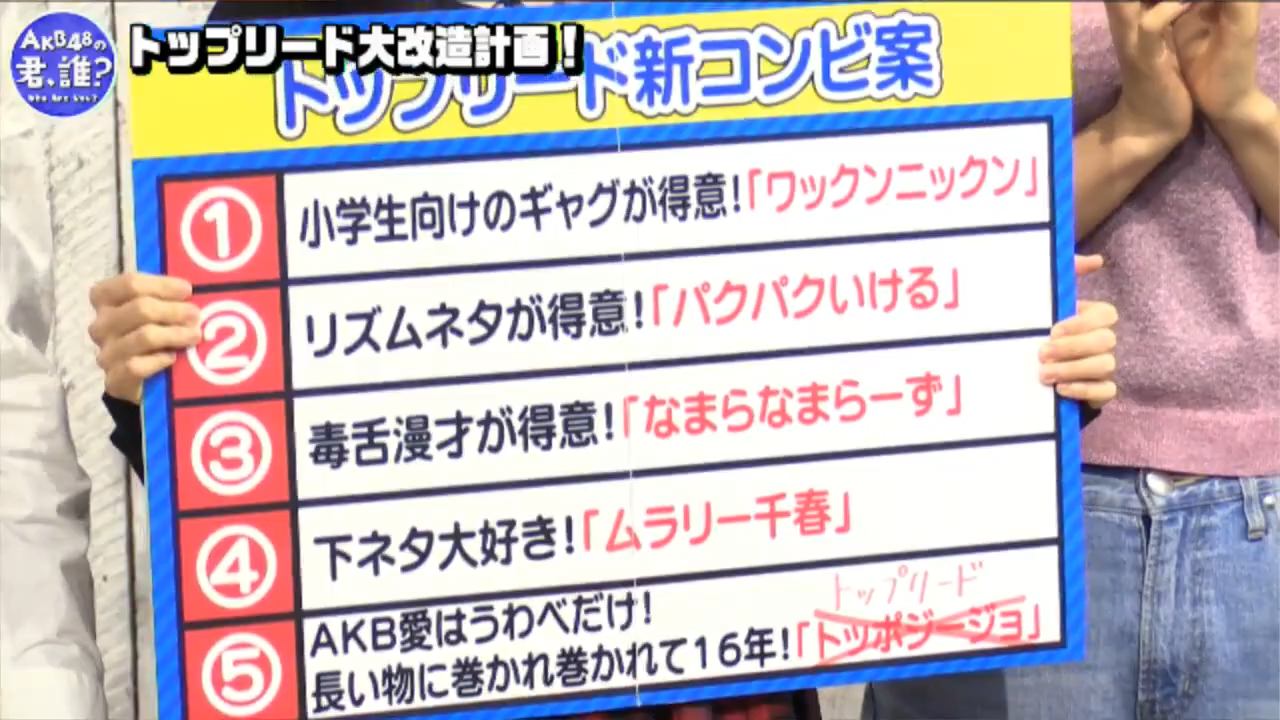 AKB48の
君、誰?
Who Are You?
トップリード大改造計画!
トップリード新コンビ案
① 小学生向けのギャグが得意!「ワックンニックン」
② リズムネタが得意!「パクパクいける」
③ 毒舌漫才が得意!「なまらなまらーず」
④ 下ネタ大好き!「ムラリー千春」
⑤ AKB愛はうわべだけ!
トップリード
長い物に巻かれ巻かれて16年!「トッポジージョ」